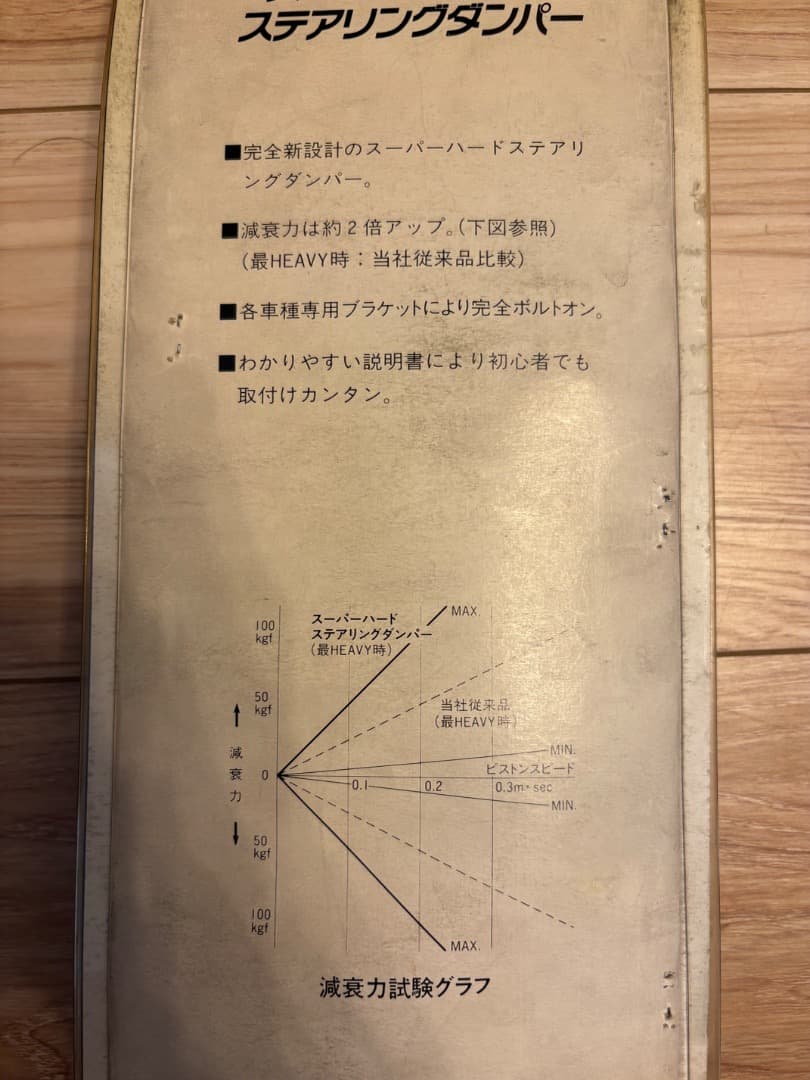 ステアリングダンパー
■完全新設計のスーパーハードステアリ
ングダンパー。
■減衰力は約2倍アップ。(下図参照)
(最HEAVY時：当社従来品比較)
■各車種専用ブラケットにより完全ボルトオン。
■わかりやすい説明書により初心者でも
取付けカンタン。
MAX.
100
kgf
スーパーハード
ステアリングダンパー
(最HEAVY時)
50
kgf
当社従来品
(最HEAVY時)
減衰力
0
MIN.
ピストンスピード
0.1
0.2
0.3m・sec
MIN.
50
kgf
100
kgf
MAX.
減衰力試験グラフ